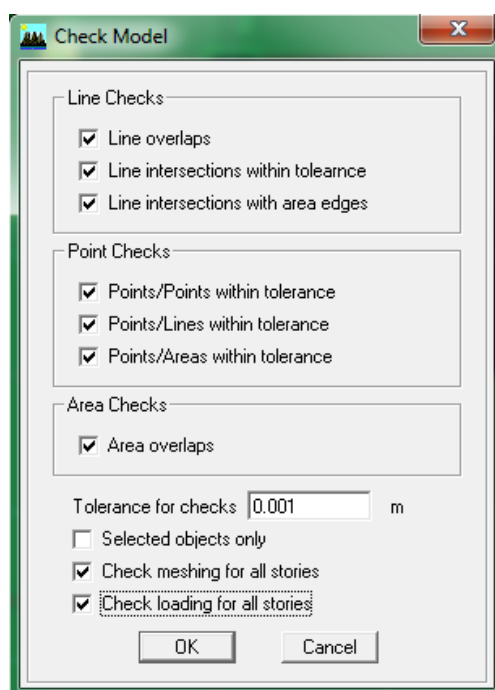 Check Model
X
Line Checks
Line overlaps
Line intersections within tolearnce
Line intersections with area edges
Point Checks
Points/Points within tolerance
Points/Lines within tolerance
Points/Areas within tolerance
Area Checks
Area overlaps
Tolerance for checks 0.001 m
Selected objects only
Check meshing for all stories
Check loading for all stories
OK Cancel